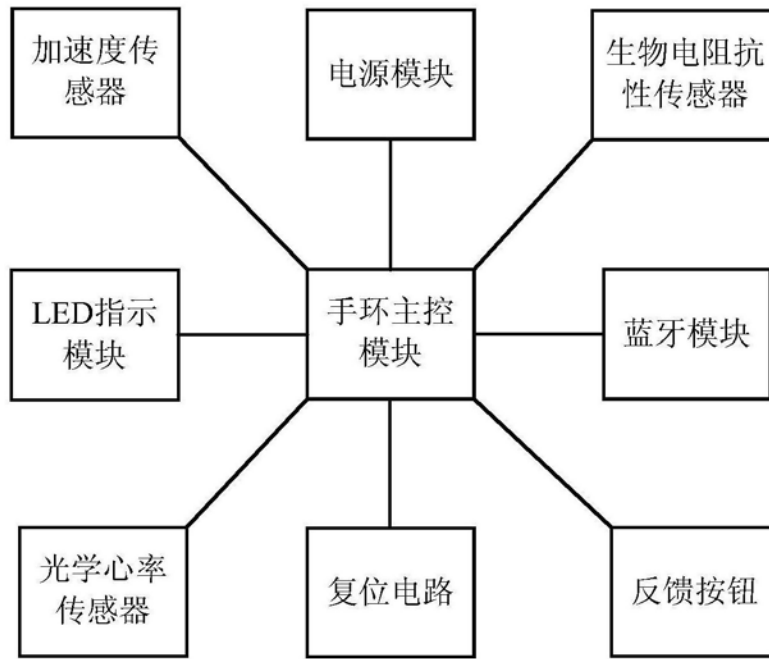 加速度传
感器
电源模块
生物电阻抗
性传感器
LED指示
模块
手环主控
模块
蓝牙模块
光学心率
传感器
复位电路
反馈按钮